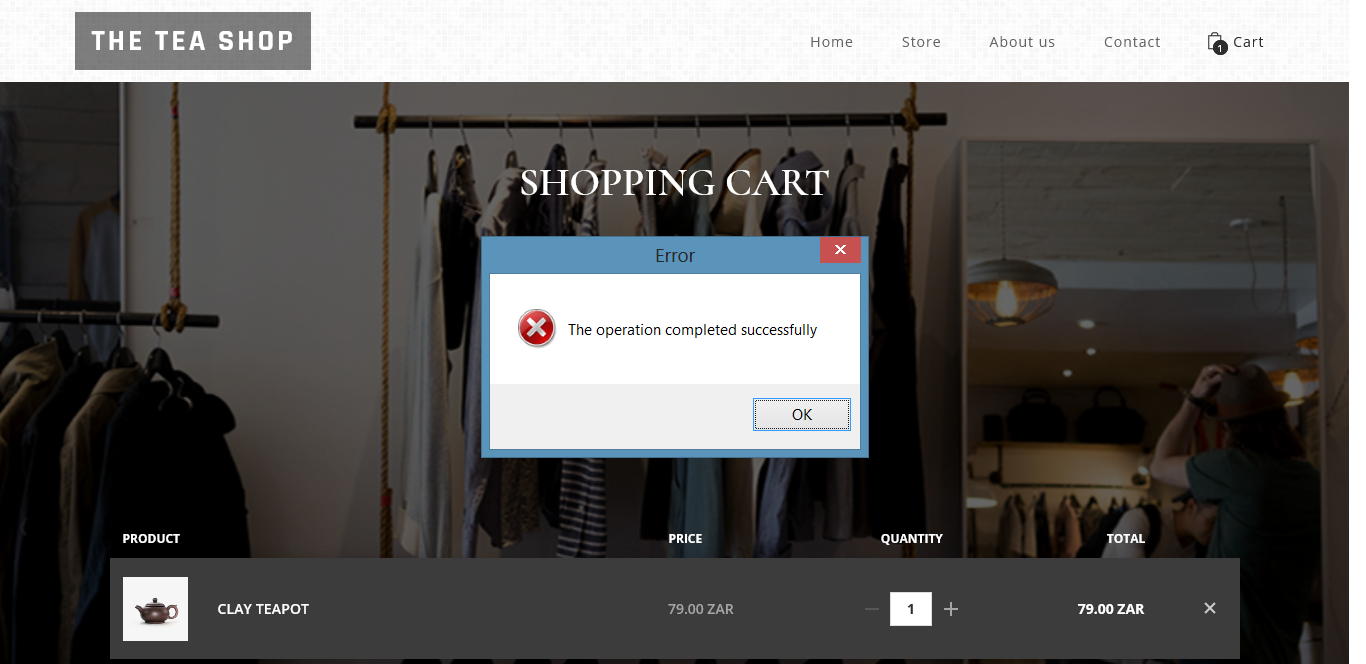 THE TEA SHOP
Home Store About us Contact 1 Cart
SHOPPING CART
Error
The operation completed successfully
OK
PRODUCT PRICE QUANTITY TOTAL
CLAY TEAPOT 79.00 ZAR 1 79.00 ZAR